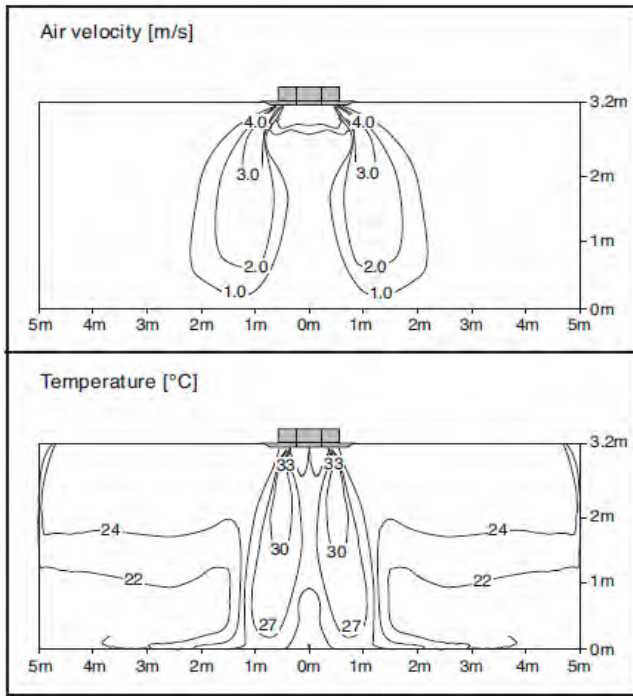 Air velocity [m/s]
4.0 4.0 3.2m
3.0 3.0 2m
1m
2.0 2.0
1.0 1.0
0m
5m 4m 3m 2m 1m 0m 1m 2m 3m 4m 5m
Temperature [°C]
3.2m
33 33
24 24 2m
30 30
22 22 1m
27 27
0m
5m 4m 3m 2m 1m 0m 1m 2m 3m 4m 5m